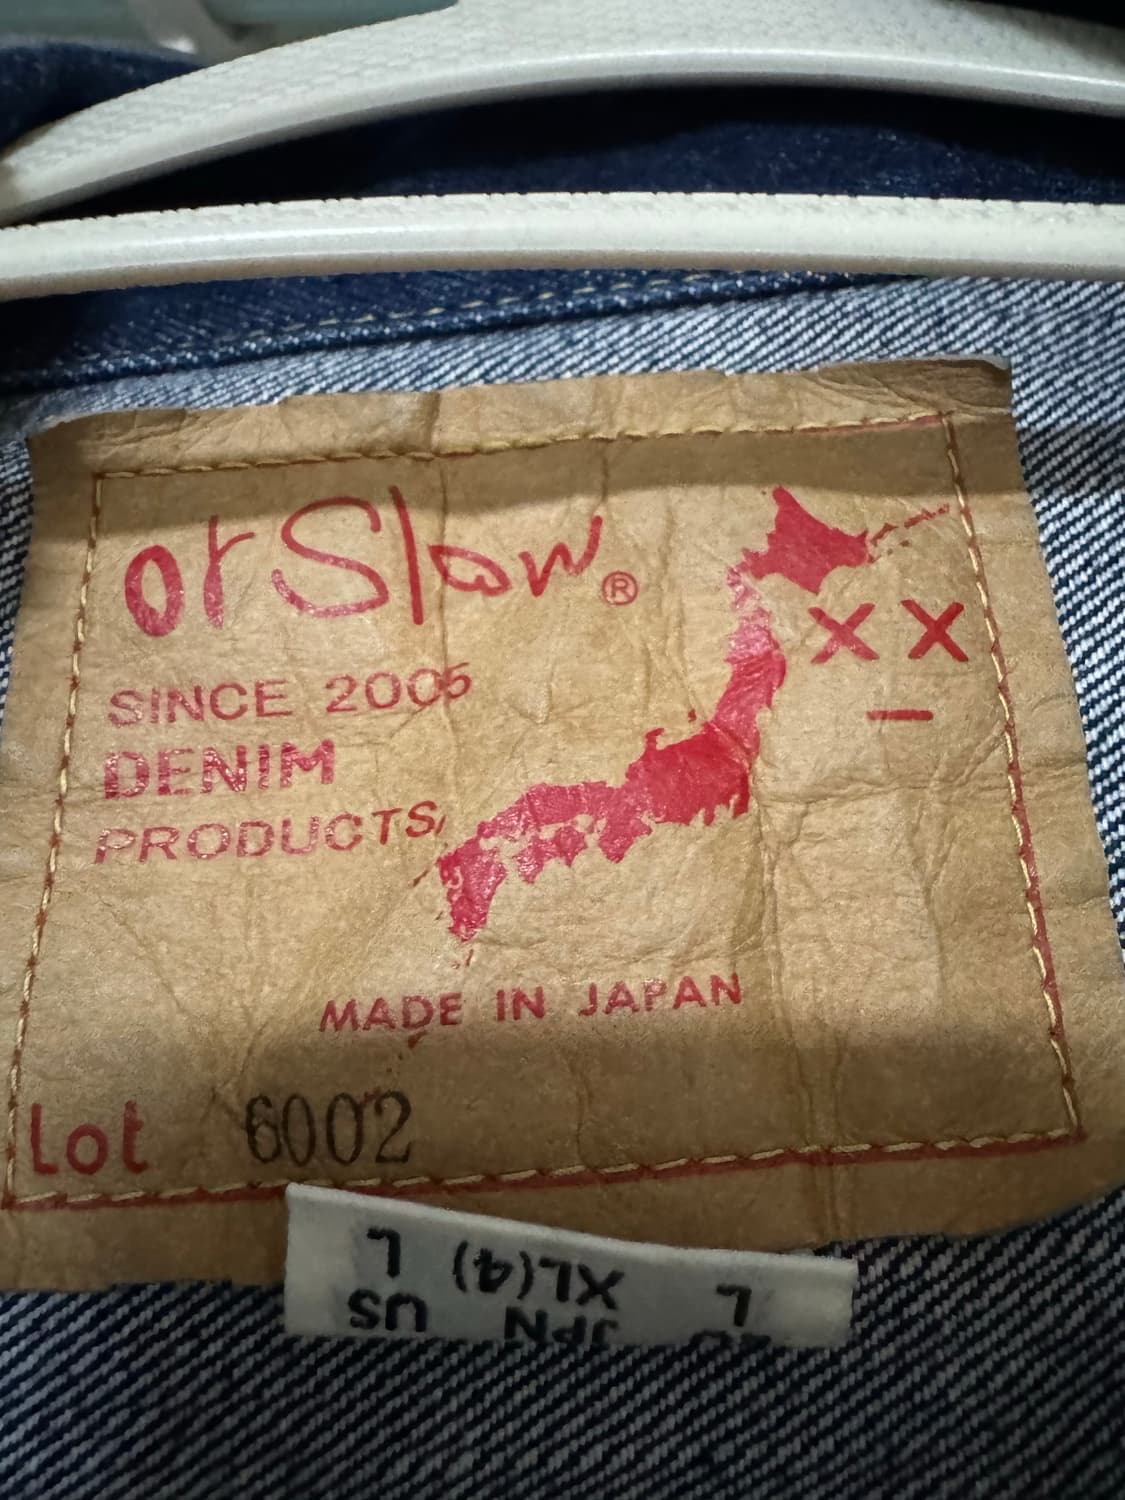 orSlow®
SINCE 2005
DENIM
PRODUCTS
XX
MADE IN JAPAN
Lot 6002
US JPN
L XL(4) L